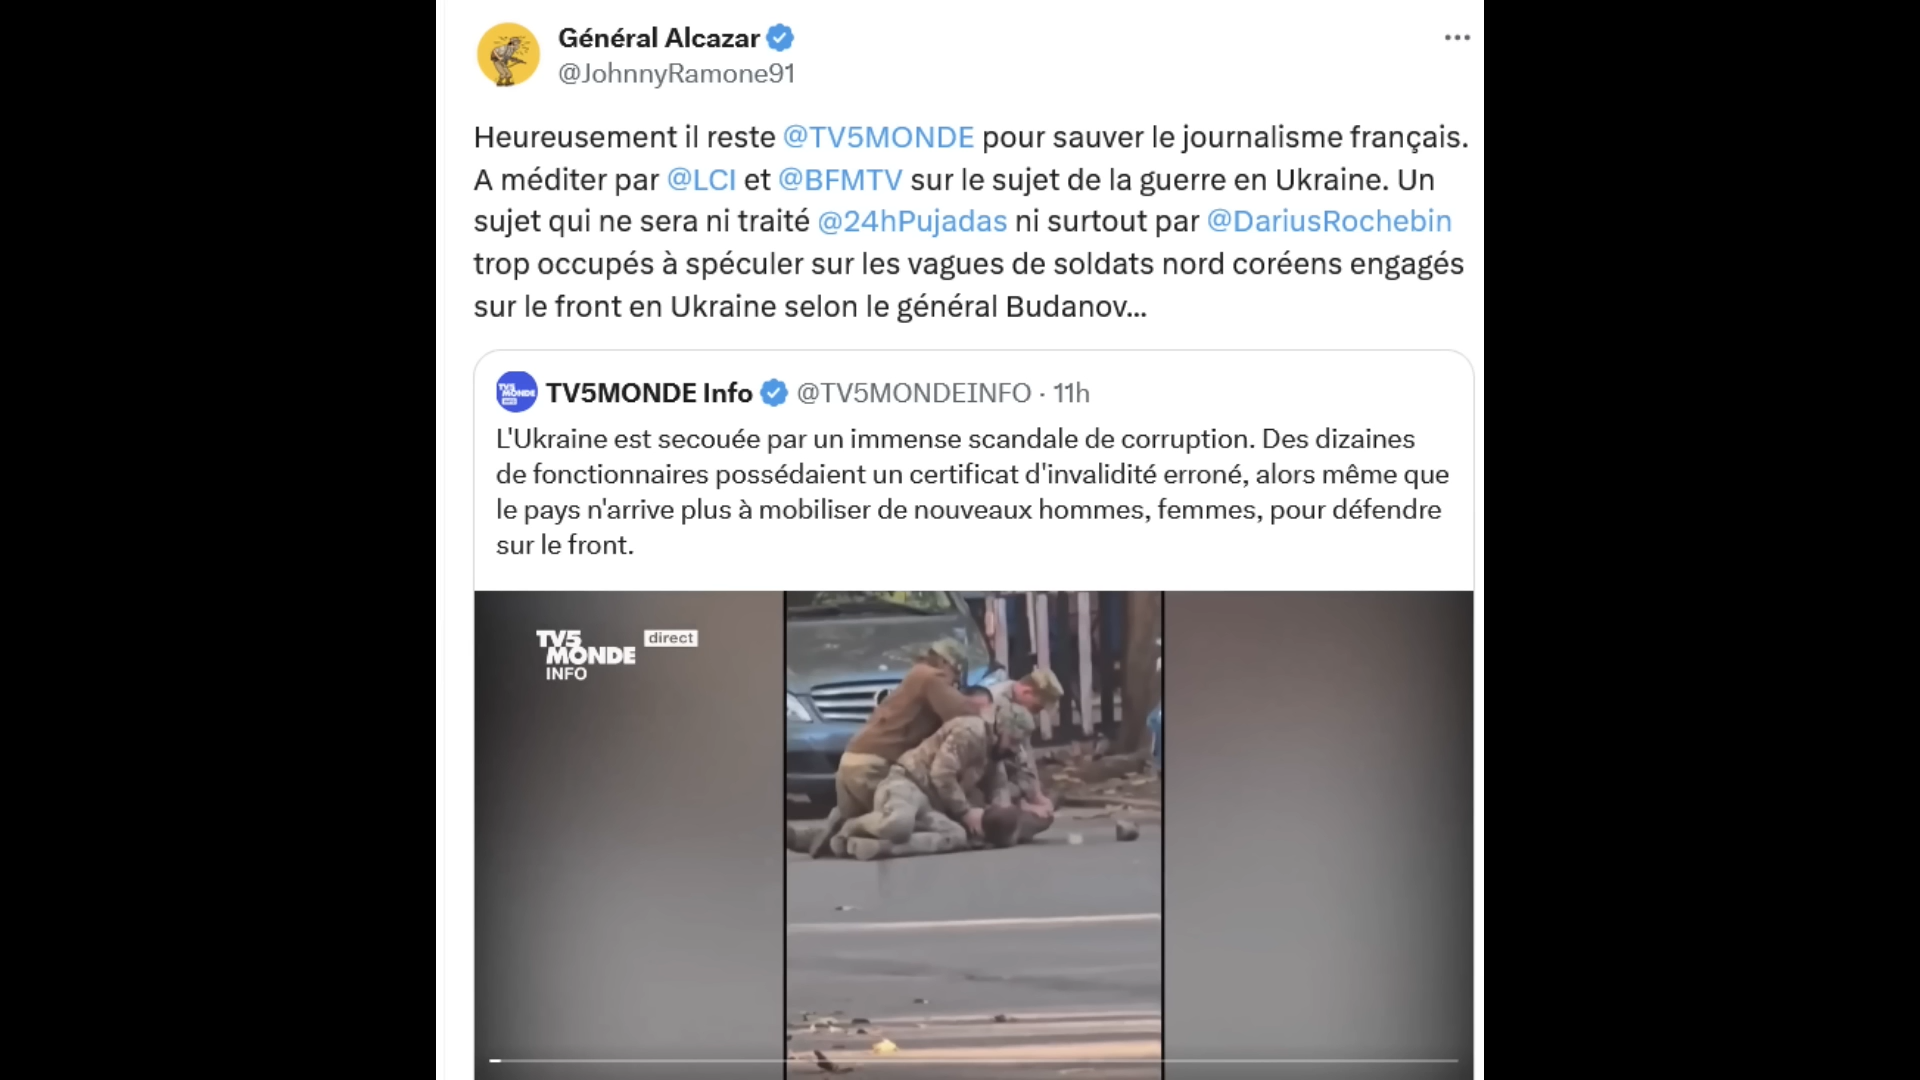 Général Alcazar
@JohnnyRamone91
Heureusement il reste @TV5MONDE pour sauver le journalisme français.
A méditer par @LCI et @BFMTV sur le sujet de la guerre en Ukraine. Un
sujet qui ne sera ni traité @24hPujadas ni surtout par @DariusRochebin
trop occupés à spéculer sur les vagues de soldats nord coréens engagés
sur le front en Ukraine selon le général Budanov...
TV5 MONDE INFO
TV5MONDE Info @TV5MONDEINFO · 11h
L'Ukraine est secouée par un immense scandale de corruption. Des dizaines
de fonctionnaires possédaient un certificat d'invalidité erroné, alors même que
le pays n'arrive plus à mobiliser de nouveaux hommes, femmes, pour défendre
sur le front.
TV5 direct
MONDE
INFO